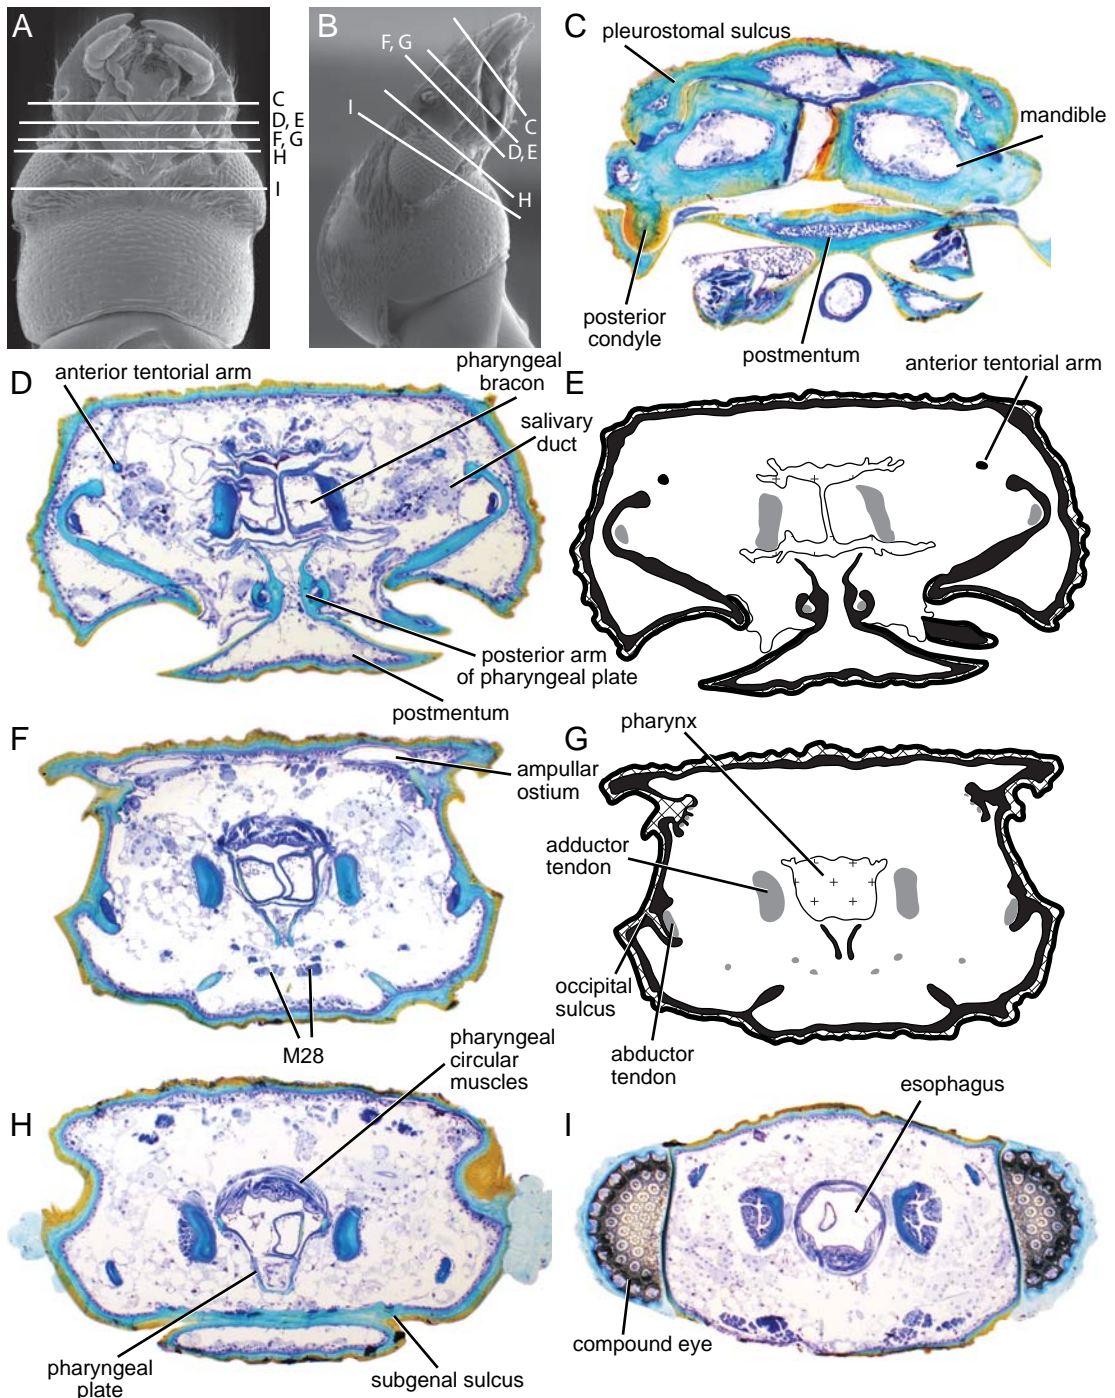 A
C
D, E
F, G
H
I
B
F, G
I
C
D, E
H
C
pleurostomal sulcus
mandible
posterior
condyle
postmentum
D
anterior tentorial arm
pharyngeal
bracon
salivary
duct
posterior arm
of pharyngeal plate
postmentum
E
anterior tentorial arm
F
ampullar
ostium
M28
G
pharynx
adductor
tendon
occipital
sulcus
abductor
tendon
H
pharyngeal
circular
muscles
pharyngeal
plate
subgenal sulcus
I
esophagus
compound eye